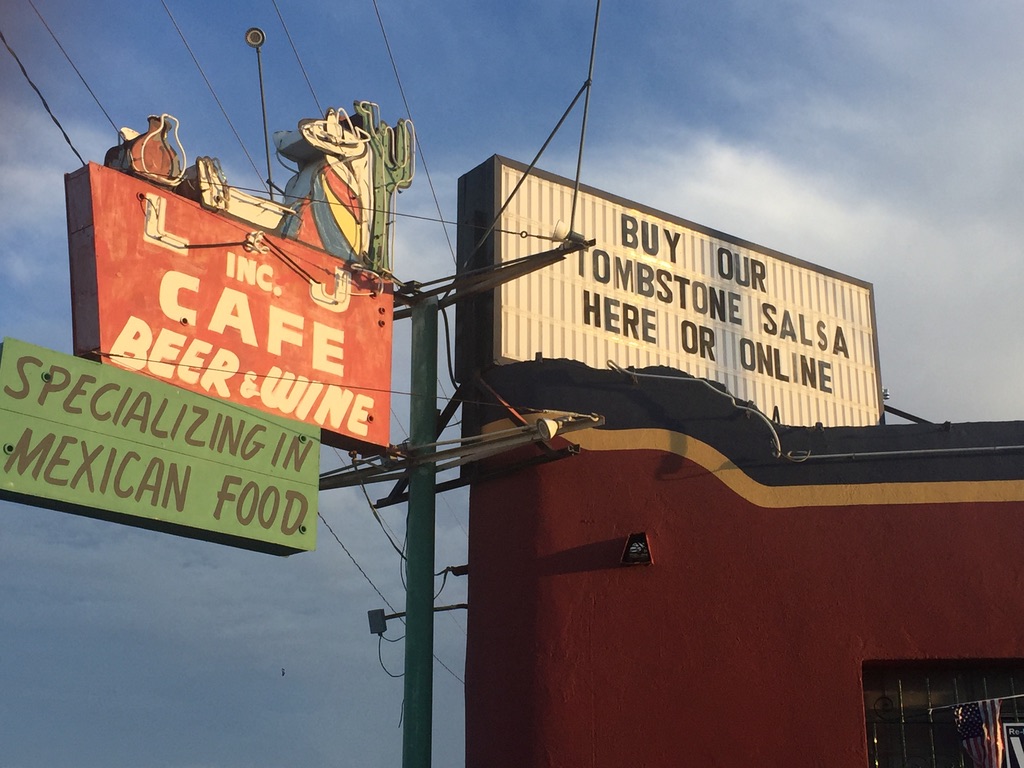 L J
INC.
CAFE
BEER & WINE
SPECIALIZING IN
MEXICAN FOOD
BUY OUR
TOMBSTONE SALSA
HERE OR ONLINE